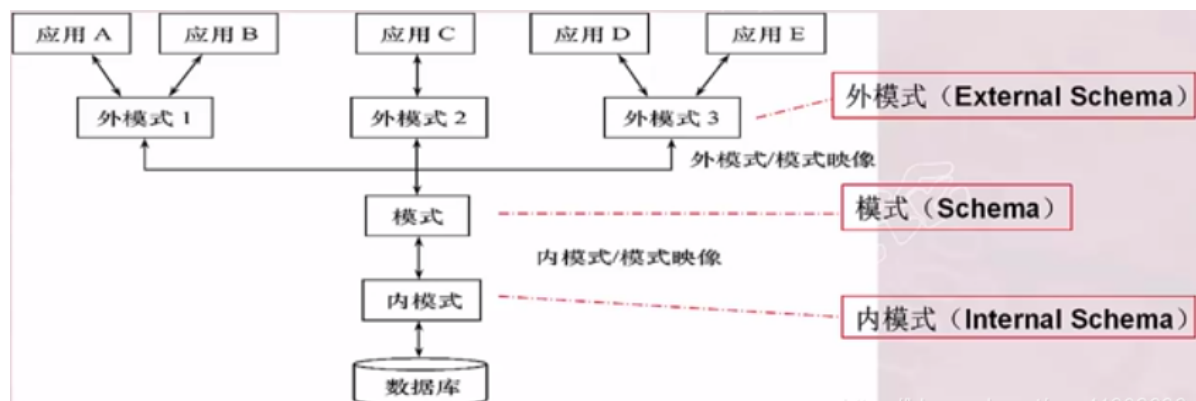 应用 A
应用 B
应用 C
应用 D
应用 E
外模式 1
外模式 2
外模式 3
外模式（External Schema）
外模式/模式映像
模式
模式（Schema）
内模式/模式映像
内模式
内模式（Internal Schema）
数据库